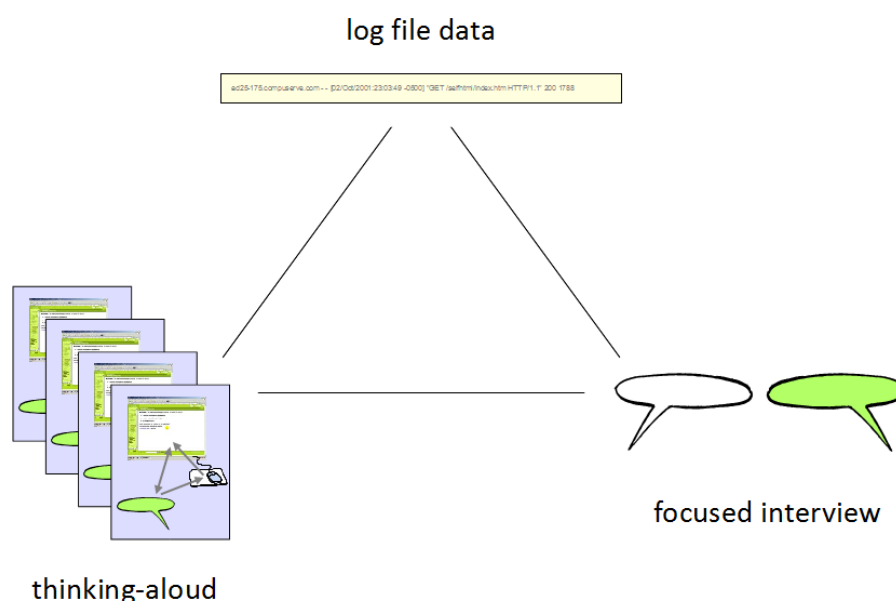 log file data
ed25-175.compuserve.com - - [02/Oct/2001:23:03:49 -0800] "GET /selfhtml/index.htm HTTP/1.1" 200 1788
focused interview
thinking-aloud